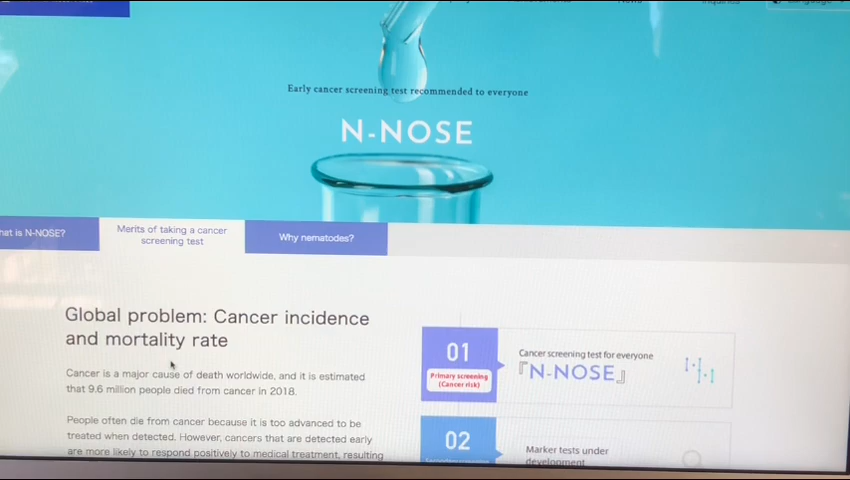 Early cancer screening test recommended to everyone
N-NOSE
is N-NOSE?
Merits of taking a cancer
screening test
Why nematodes?
Global problem: Cancer incidence
and mortality rate
Cancer is a major cause of death worldwide, and it is estimated
that 9.6 million people died from cancer in 2018.
People often die from cancer because it is too advanced to be
treated when detected. However, cancers that are detected early
are more likely to respond positively to medical treatment, resulting
01
Primary screening
(Cancer risk)
Cancer screening test for everyone
『N-NOSE』
02
Marker tests under
development